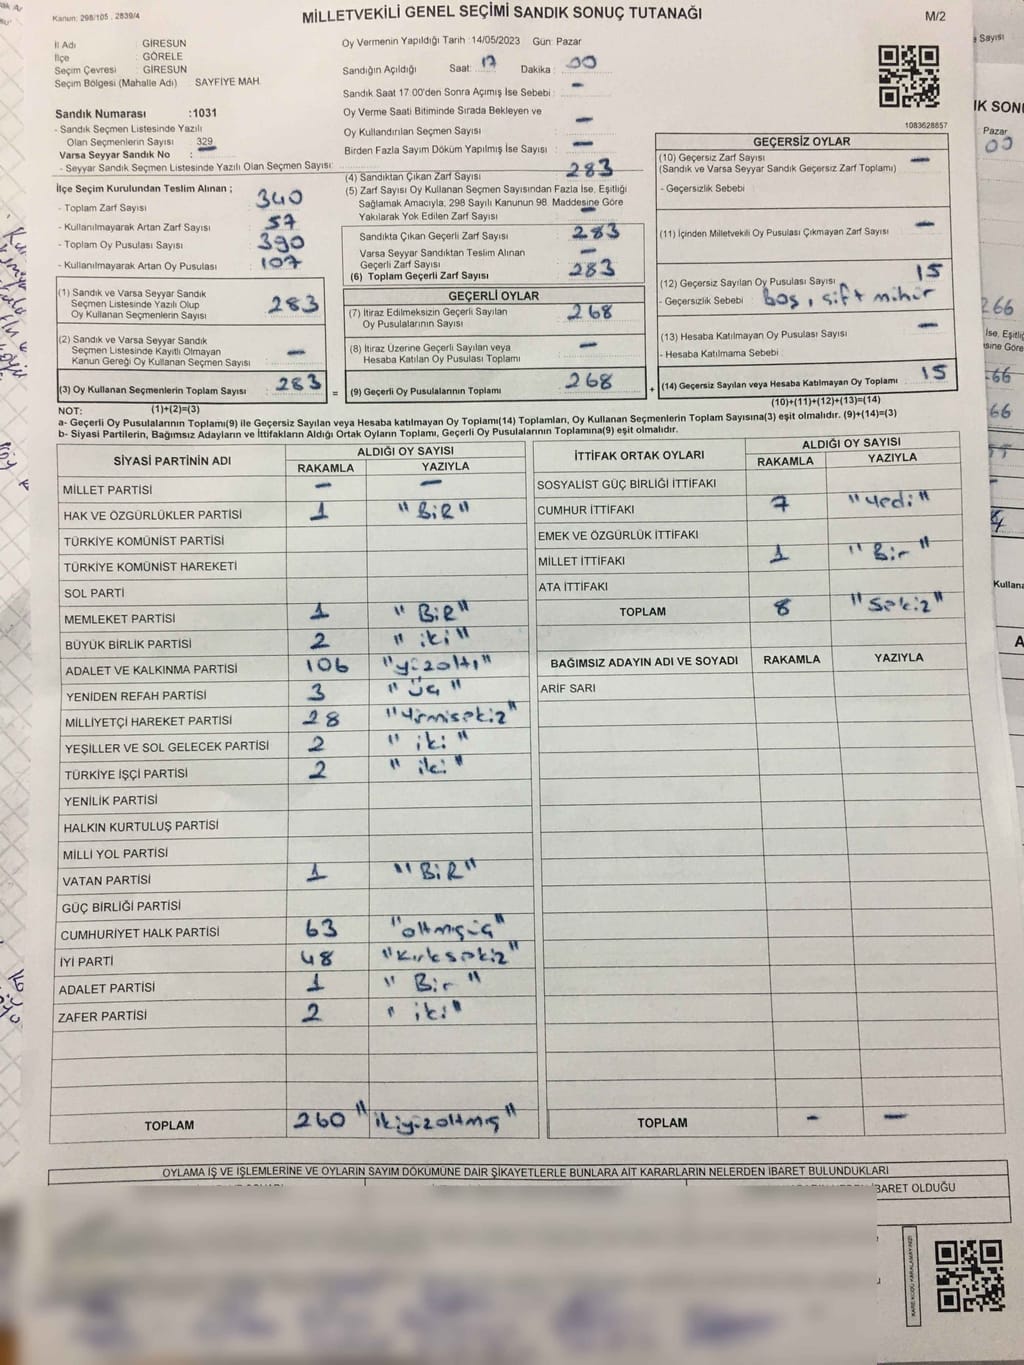 Kanun: 298/105 , 2839/4
MİLLETVEKİLİ GENEL SEÇİMİ SANDIK SONUÇ TUTANAĞI
M/2
İl Adı : GİRESUN
İlçe : GÖRELE
Seçim Çevresi : GİRESUN
Seçim Bölgesi (Mahalle Adı) : SAYFİYE MAH.
Oy Vermenin Yapıldığı Tarih :14/05/2023 Gün: Pazar
Sandığın Açıldığı Saat: 17 Dakika : 00
Sandık Saat 17:00'den Sonra Açımış İse Sebebi : -
Oy Verme Saati Bitiminde Sırada Bekleyen ve
Oy Kullandırılan Seçmen Sayısı -
Birden Fazla Sayım Döküm Yapılmış İse Sayısı : -
Sandık Numarası :1031
- Sandık Seçmen Listesinde Yazılı
Olan Seçmenlerin Sayısı : 329
Varsa Seyyar Sandık No : -
- Seyyar Sandık Seçmen Listesinde Yazılı Olan Seçmen Sayısı:
1083628857
İlçe Seçim Kurulundan Teslim Alınan ;
- Toplam Zarf Sayısı : 340
- Kullanılmayarak Artan Zarf Sayısı : 57
- Toplam Oy Pusulası Sayısı : 390
- Kullanılmayarak Artan Oy Pusulası : 107
(4) Sandıktan Çıkan Zarf Sayısı : 283
(5) Zarf Sayısı Oy Kullanan Seçmen Sayısından Fazla İse, Eşitliği
Sağlamak Amacıyla, 298 Sayılı Kanunun 98. Maddesine Göre
Yakılarak Yok Edilen Zarf Sayısı : -
Sandıkta Çıkan Geçerli Zarf Sayısı : 283
Varsa Seyyar Sandıktan Teslim Alınan
Geçerli Zarf Sayısı : -
(6) Toplam Geçerli Zarf Sayısı : 283
GEÇERSİZ OYLAR
(10) Geçersiz Zarf Sayısı : -
(Sandık ve Varsa Seyyar Sandık Geçersiz Zarf Toplamı)
- Geçersizlik Sebebi :
(11) İçinden Milletvekili Oy Pusulası Çıkmayan Zarf Sayısı : -
(12) Geçersiz Sayılan Oy Pusulası Sayısı : 15
- Geçersizlik Sebebi : boş, çift mühür
(13) Hesaba Katılmayan Oy Pusulası Sayısı : -
- Hesaba Katılmama Sebebi :
(14) Geçersiz Sayılan veya Hesaba Katılmayan Oy Toplamı : 15
(10)+(11)+(12)+(13)=(14)
(1) Sandık ve Varsa Seyyar Sandık
Seçmen Listesinde Yazılı Olup
Oy Kullanan Seçmenlerin Sayısı : 283
(2) Sandık ve Varsa Seyyar Sandık
Seçmen Listesinde Kayıtlı Olmayan
Kanun Gereği Oy Kullanan Seçmen Sayısı : -
(3) Oy Kullanan Seçmenlerin Toplam Sayısı : 283 =
(1)+(2)=(3)
GEÇERLİ OYLAR
(7) İtiraz Edilmeksizin Geçerli Sayılan
Oy Pusulalarının Sayısı : 268
(8) İtiraz Üzerine Geçerli Sayılan veya
Hesaba Katılan Oy Pusulası Toplamı : -
(9) Geçerli Oy Pusulalarının Toplamı : 268 +
NOT:
a- Geçerli Oy Pusulalarının Toplamı(9) ile Geçersiz Sayılan veya Hesaba katılmayan Oy Toplamı(14) Toplamları, Oy Kullanan Seçmenlerin Toplam Sayısına(3) eşit olmalıdır. (9)+(14)=(3)
b- Siyasi Partilerin, Bağımsız Adayların ve İttifakların Aldığı Ortak Oyların Toplamı, Geçerli Oy Pusulalarının Toplamına(9) eşit olmalıdır.
SİYASİ PARTİNİN ADI ALDIĞI OY SAYISI
RAKAMLA YAZIYLA
MİLLET PARTİSİ - -
HAK VE ÖZGÜRLÜKLER PARTİSİ 1 "BİR"
TÜRKİYE KOMÜNİST PARTİSİ
TÜRKİYE KOMÜNİST HAREKETİ
SOL PARTİ
MEMLEKET PARTİSİ 1 "BİR"
BÜYÜK BİRLİK PARTİSİ 2 "iki"
ADALET VE KALKINMA PARTİSİ 106 "yüzaltı"
YENİDEN REFAH PARTİSİ 3 "Üç"
MİLLİYETÇİ HAREKET PARTİSİ 28 "Yirmisekiz"
YEŞİLLER VE SOL GELECEK PARTİSİ 2 "iki"
TÜRKİYE İŞÇİ PARTİSİ 2 "iki"
YENİLİK PARTİSİ
HALKIN KURTULUŞ PARTİSİ
MİLLİ YOL PARTİSİ
VATAN PARTİSİ 1 "BİR"
GÜÇ BİRLİĞİ PARTİSİ
CUMHURİYET HALK PARTİSİ 63 "altmışüç"
İYİ PARTİ 48 "Kırksekiz"
ADALET PARTİSİ 1 "Bir"
ZAFER PARTİSİ 2 "iki"
TOPLAM 260 "ikiyüzaltmış"
İTTİFAK ORTAK OYLARI ALDIĞI OY SAYISI
RAKAMLA YAZIYLA
SOSYALİST GÜÇ BİRLİĞİ İTTİFAKI
CUMHUR İTTİFAKI 7 "Yedi"
EMEK VE ÖZGÜRLÜK İTTİFAKI
MİLLET İTTİFAKI 1 "Bir"
ATA İTTİFAKI
TOPLAM 8 "Sekiz"
BAĞIMSIZ ADAYIN ADI VE SOYADI RAKAMLA YAZIYLA
ARİF SARI
TOPLAM - -
OYLAMA İŞ VE İŞLEMLERİNE VE OYLARIN SAYIM DÖKÜMÜNE DAİR ŞİKAYETLERLE BUNLARA AİT KARARLARIN NELERDEN İBARET BULUNDUKLARI
İBARET OLDUĞU
KARE KODU KARALAMAYINIZ!
Sayısı
Pazar
00
266
İse, Eşitliği
sine Göre
66
66
Kullana